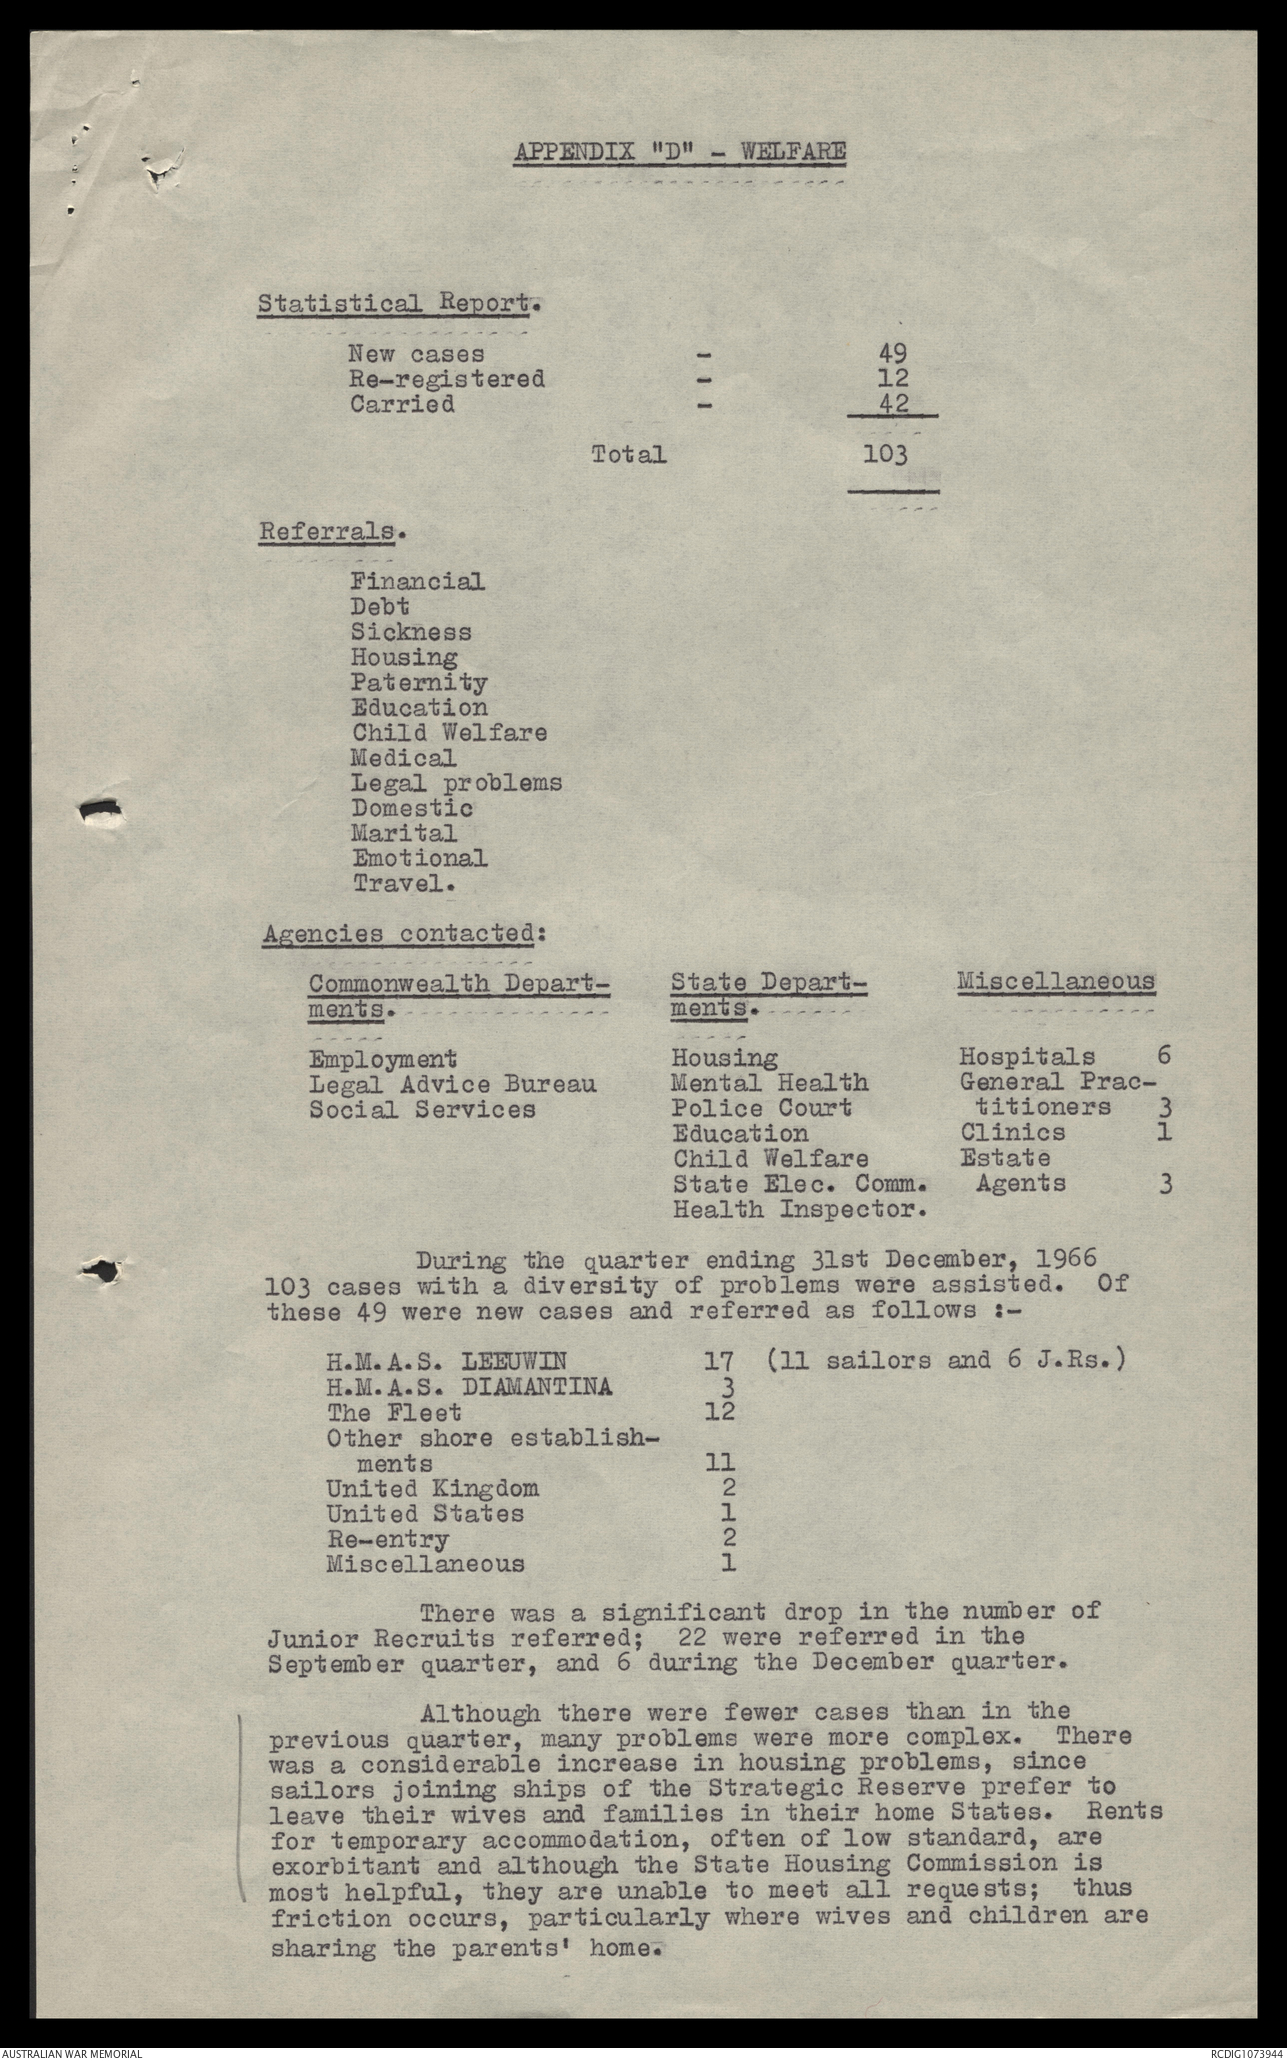 APPENDIX "D" - WELFARE
Statistical Report.
New cases - 49
Re-registered - 12
Carried - 42
Total 103
Referrals.
Financial
Debt
Sickness
Housing
Paternity
Education
Child Welfare
Medical
Legal problems
Domestic
Marital
Emotional
Travel.
Agencies contacted:
Commonwealth Depart-
ments.
Employment
Legal Advice Bureau
Social Services
State Depart-
ments.
Housing
Mental Health
Police Court
Education
Child Welfare
State Elec. Comm.
Health Inspector.
Miscellaneous
Hospitals 6
General Prac-
titioners 3
Clinics 1
Estate
Agents 3
During the quarter ending 31st December, 1966
103 cases with a diversity of problems were assisted. Of
these 49 were new cases and referred as follows :-
H.M.A.S. LEEUWIN 17 (11 sailors and 6 J.Rs.)
H.M.A.S. DIAMANTINA 3
The Fleet 12
Other shore establish-
ments 11
United Kingdom 2
United States 1
Re-entry 2
Miscellaneous 1
There was a significant drop in the number of
Junior Recruits referred; 22 were referred in the
September quarter, and 6 during the December quarter.
Although there were fewer cases than in the
previous quarter, many problems were more complex. There
was a considerable increase in housing problems, since
sailors joining ships of the Strategic Reserve prefer to
leave their wives and families in their home States. Rents
for temporary accommodation, often of low standard, are
exorbitant and although the State Housing Commission is
most helpful, they are unable to meet all requests; thus
friction occurs, particularly where wives and children are
sharing the parents' home.
AUSTRALIAN WAR MEMORIAL
RCDIG1073944